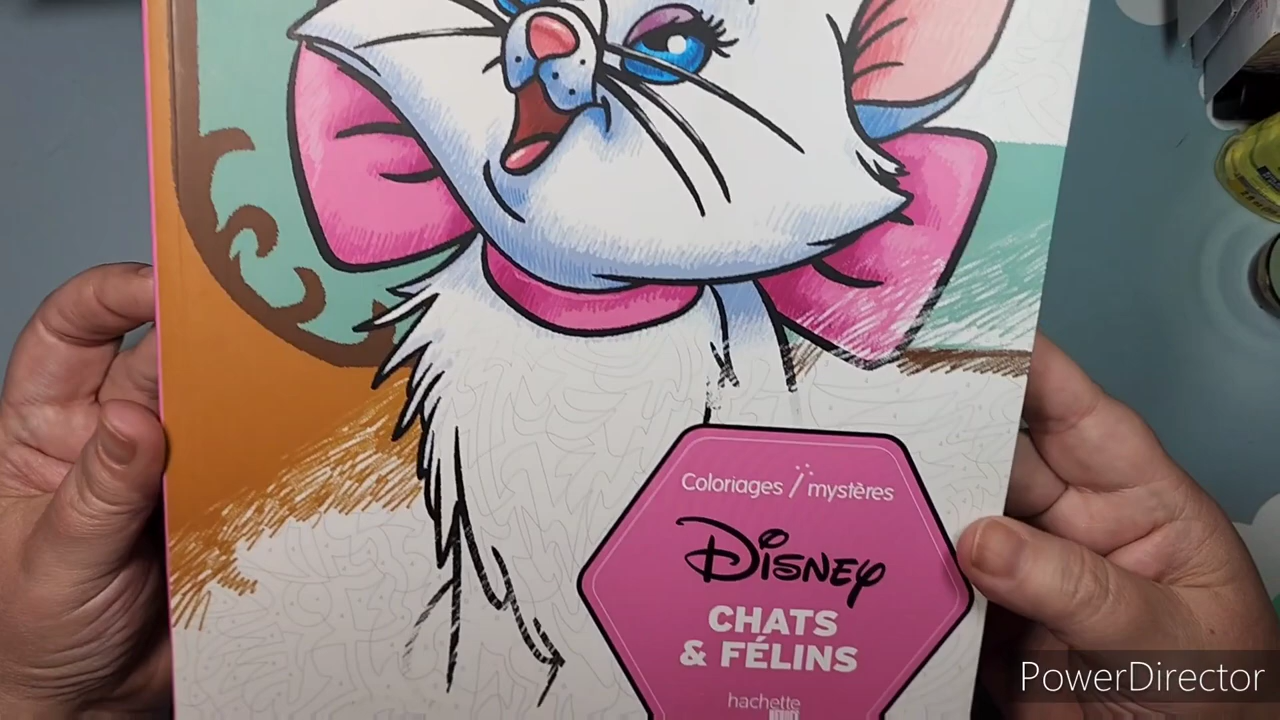 Coloriages mystères
Disney
CHATS
& FÉLINS
hachette
PowerDirector